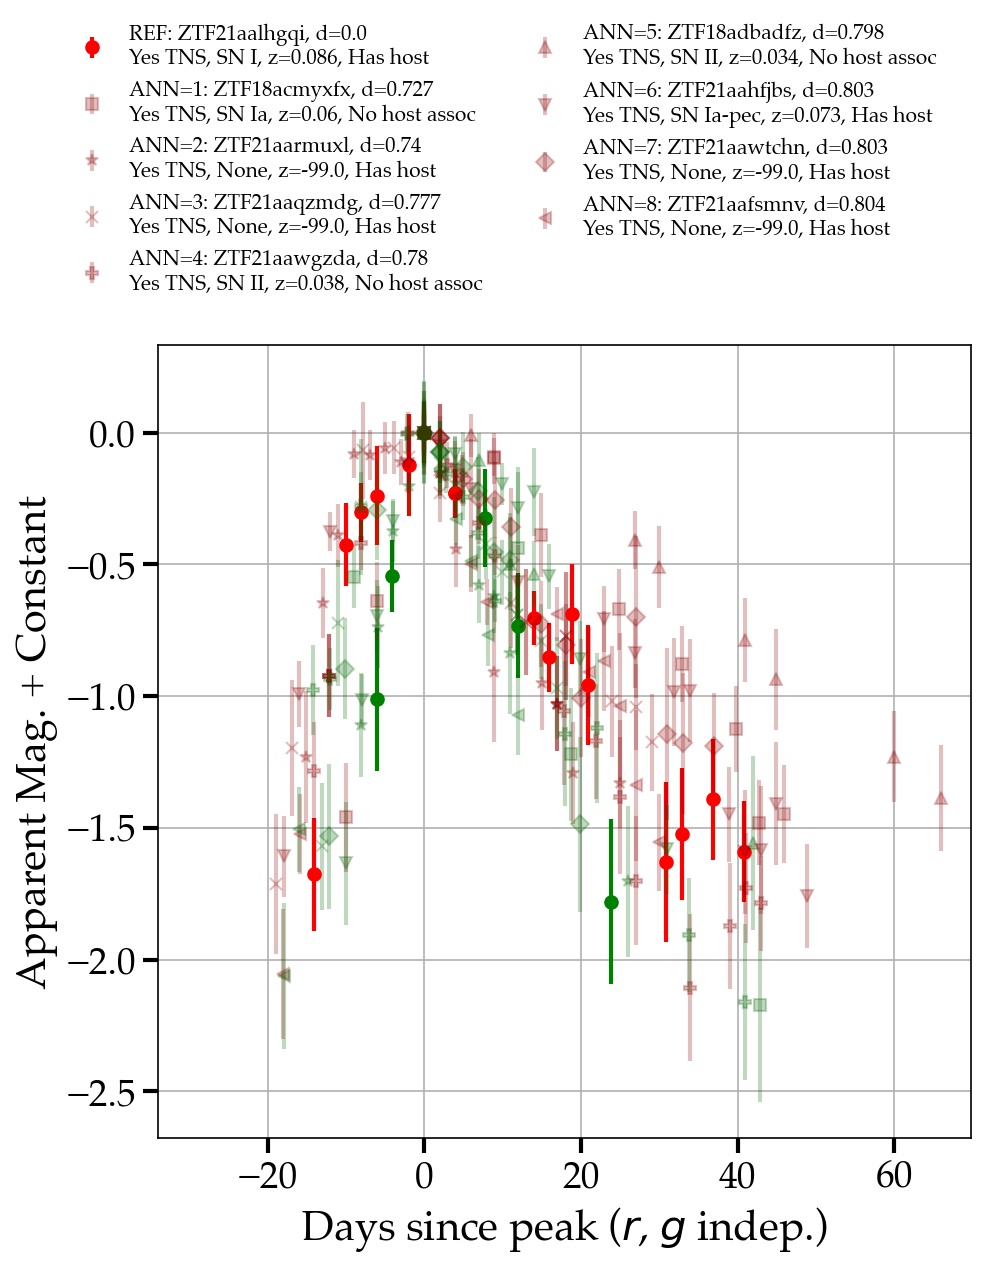 REF: ZTF21aalhgqi, d=0.0
Yes TNS, SN I, z=0.086, Has host
ANN=1: ZTF18acmyxfx, d=0.727
Yes TNS, SN Ia, z=0.06, No host assoc
ANN=2: ZTF21aarmuxl, d=0.74
Yes TNS, None, z=-99.0, Has host
ANN=3: ZTF21aaqzmdg, d=0.777
Yes TNS, None, z=-99.0, Has host
ANN=4: ZTF21aawgzda, d=0.78
Yes TNS, SN II, z=0.038, No host assoc
ANN=5: ZTF18adbadfz, d=0.798
Yes TNS, SN II, z=0.034, No host assoc
ANN=6: ZTF21aahfjbs, d=0.803
Yes TNS, SN Ia-pec, z=0.073, Has host
ANN=7: ZTF21aawtchn, d=0.803
Yes TNS, None, z=-99.0, Has host
ANN=8: ZTF21aafsmnv, d=0.804
Yes TNS, None, z=-99.0, Has host
Apparent Mag. + Constant
0.0
−0.5
−1.0
−1.5
−2.0
−2.5
−20 0 20 40 60
Days since peak (r, g indep.)